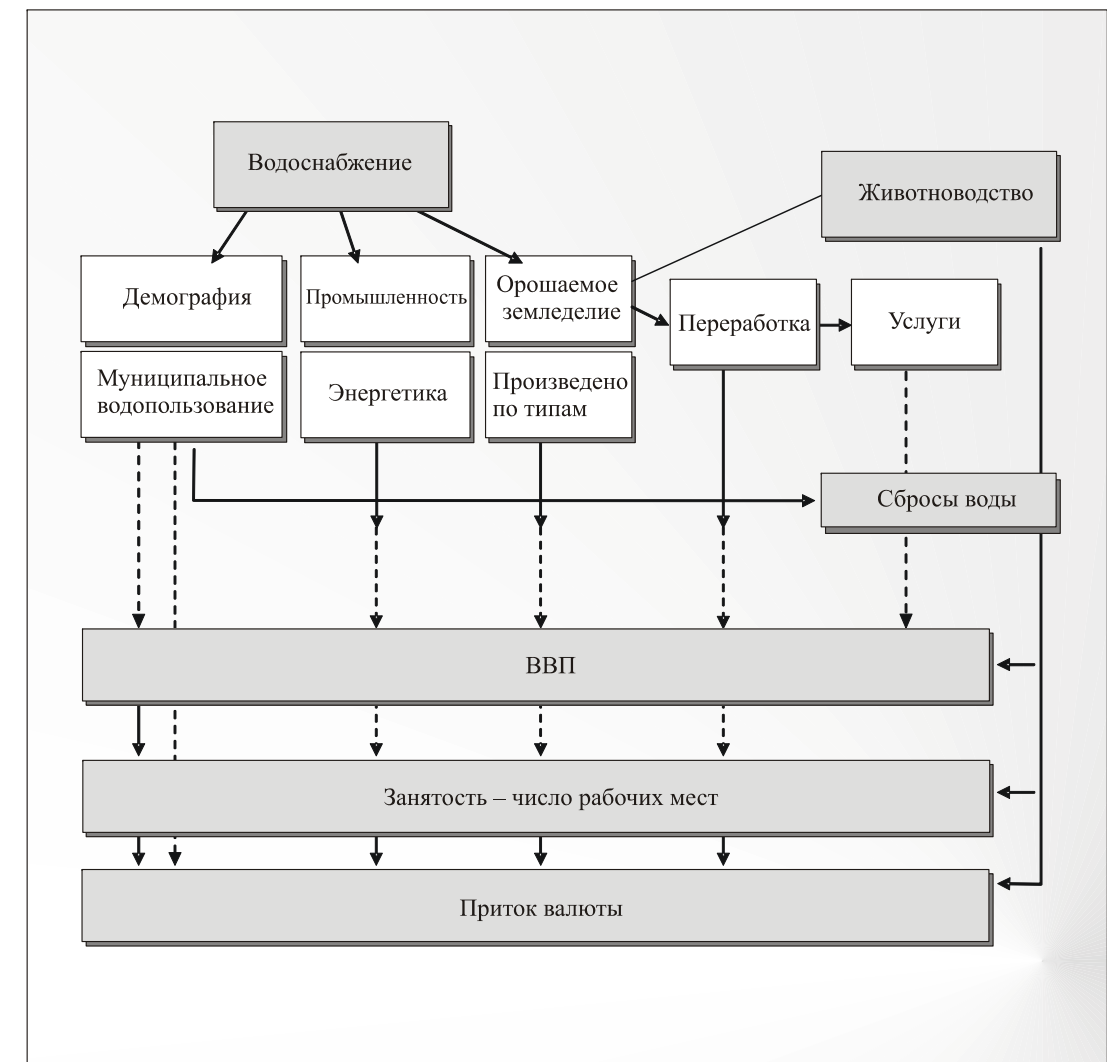 Водоснабжение
Животноводство
Демография
Промышленность
Орошаемое
земледелие
Переработка
Услуги
Муниципальное
водопользование
Энергетика
Произведено
по типам
Сбросы воды
ВВП
Занятость – число рабочих мест
Приток валюты